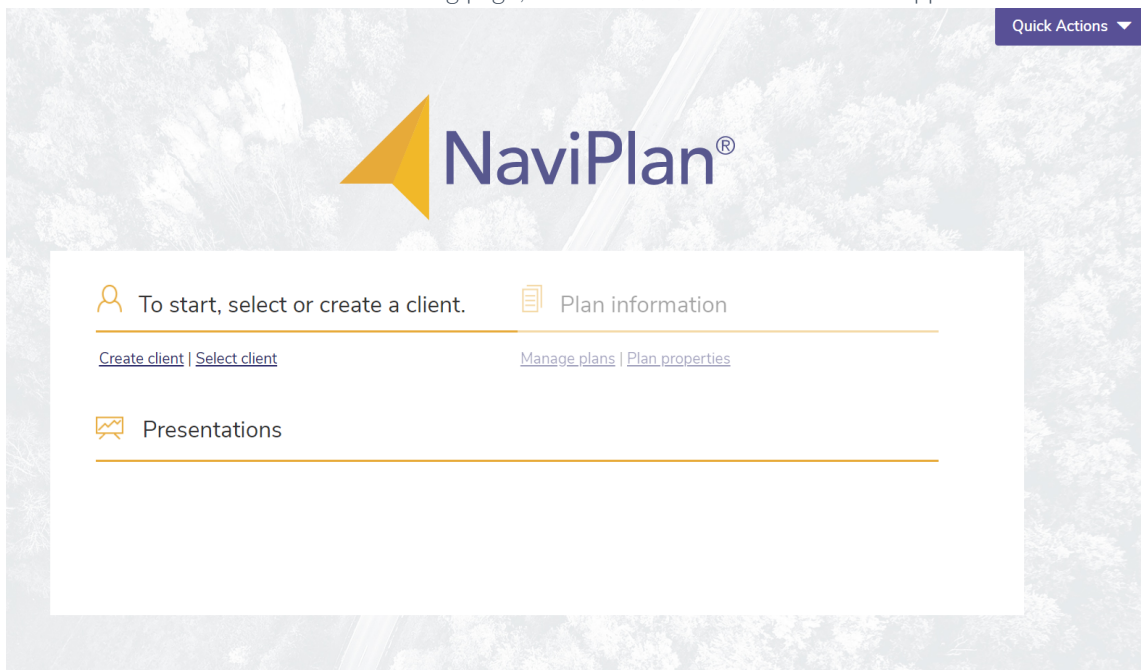 Quick Actions
NaviPlan®
To start, select or create a client.
Plan information
Create client | Select client
Manage plans | Plan properties
Presentations